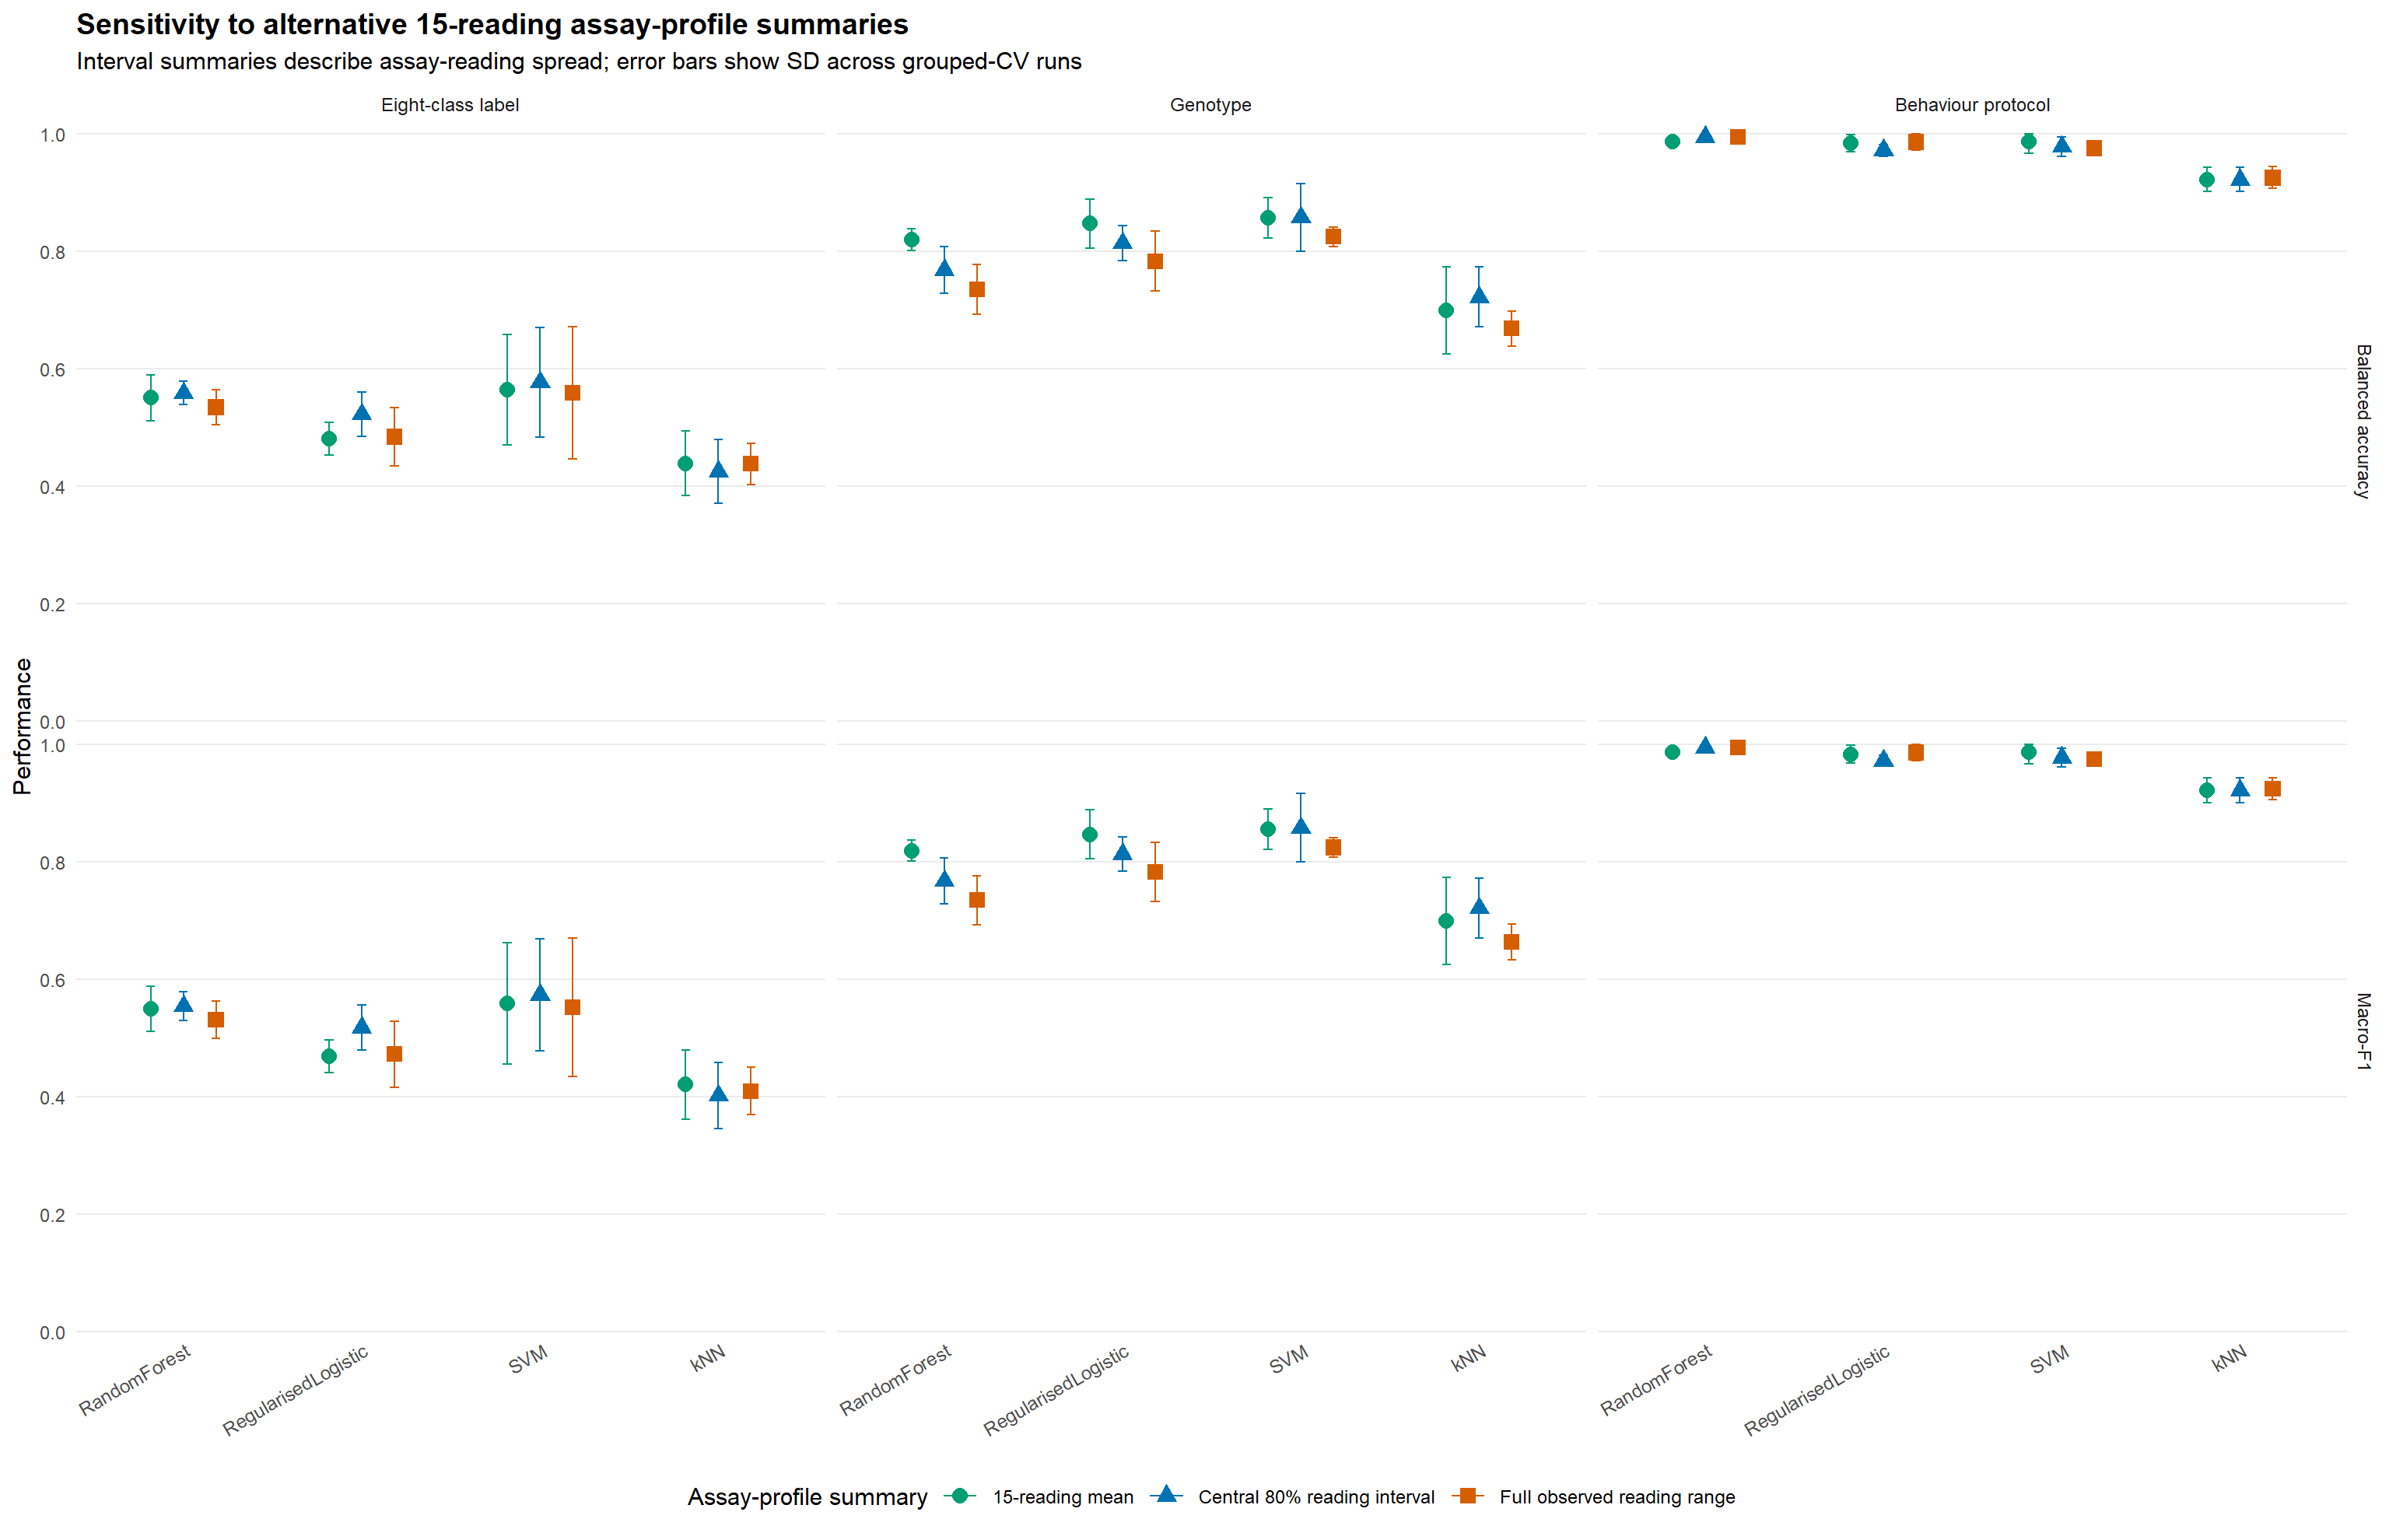 Sensitivity to alternative 15-reading assay-profile summaries
Interval summaries describe assay-reading spread; error bars show SD across grouped-CV runs
Eight-class label
Genotype
Behaviour protocol
1.0
0.8
0.6
0.4
0.2
0.0
Balanced accuracy
Performance
1.0
0.8
0.6
0.4
0.2
0.0
Macro-F1
RandomForest
RegularisedLogistic
SVM
kNN
RandomForest
RegularisedLogistic
SVM
kNN
RandomForest
RegularisedLogistic
SVM
kNN
Assay-profile summary 15-reading mean Central 80% reading interval Full observed reading range